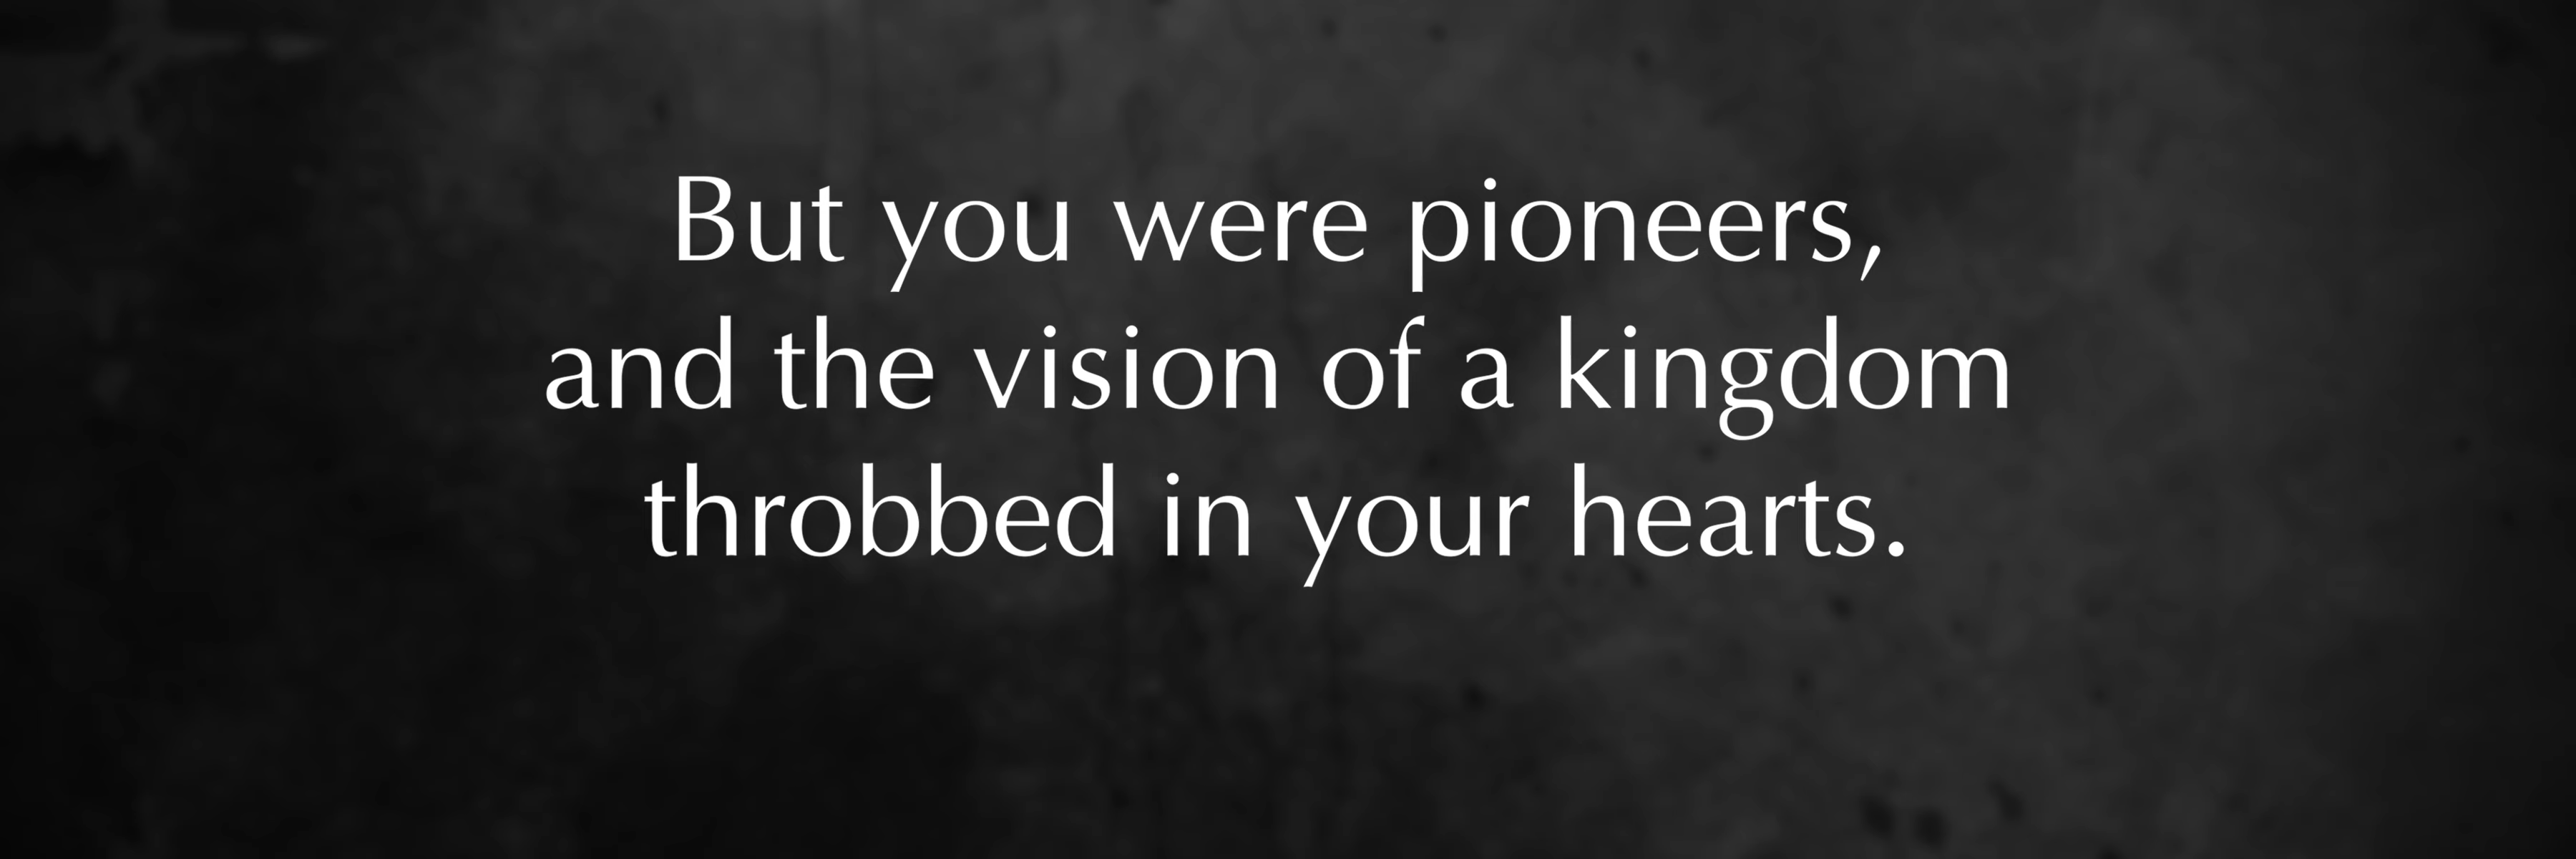 But you were pioneers,
and the vision of a kingdom
throbbed in your hearts.